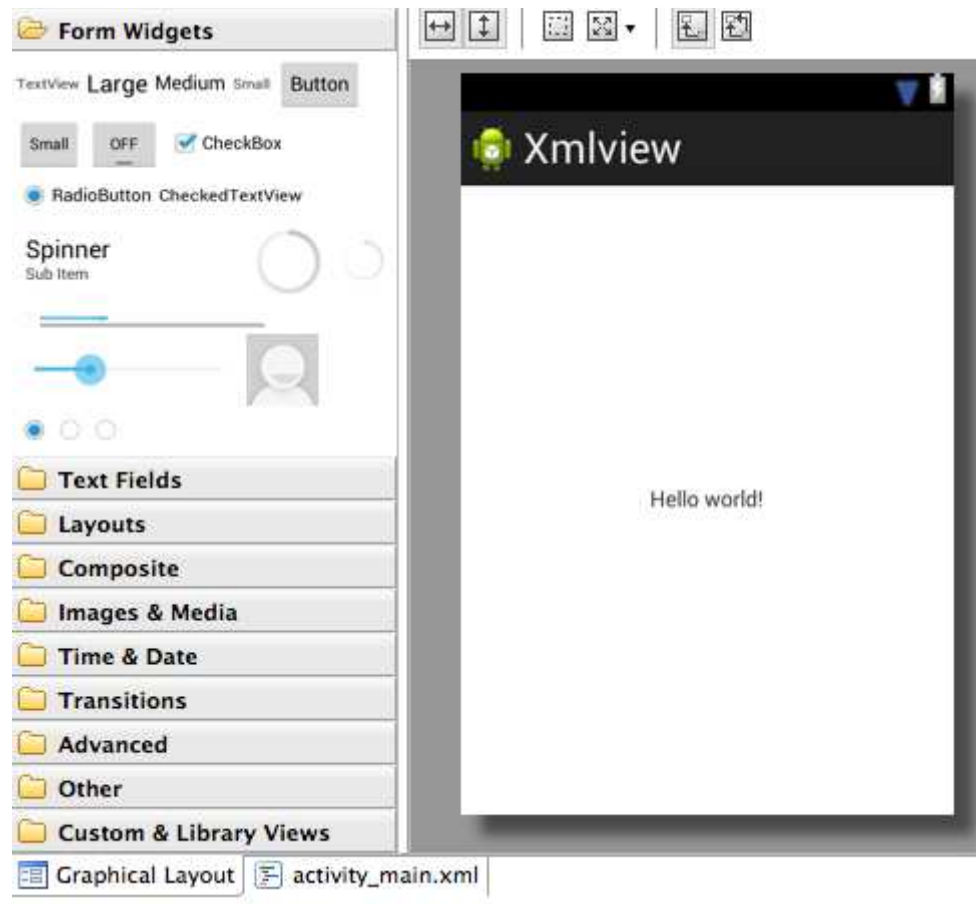 Form Widgets
TextView Large Medium Small Button
Small OFF CheckBox
RadioButton CheckedTextView
Spinner
Sub Item
Text Fields
Layouts
Composite
Images & Media
Time & Date
Transitions
Advanced
Other
Custom & Library Views
Graphical Layout activity_main.xml
Xmlview
Hello world!